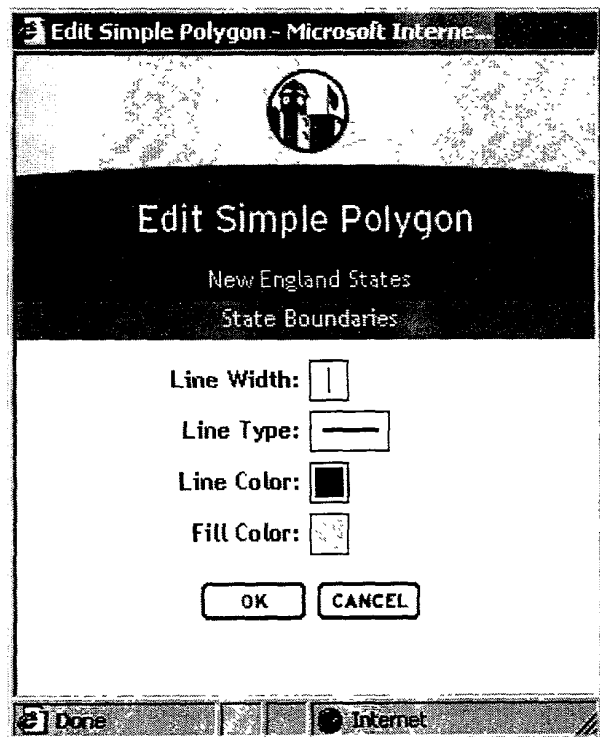 Edit Simple Polygon - Microsoft Interne...
Edit Simple Polygon
New England States
State Boundaries
Line Width:
Line Type:
Line Color:
Fill Color:
OK CANCEL
Done Internet